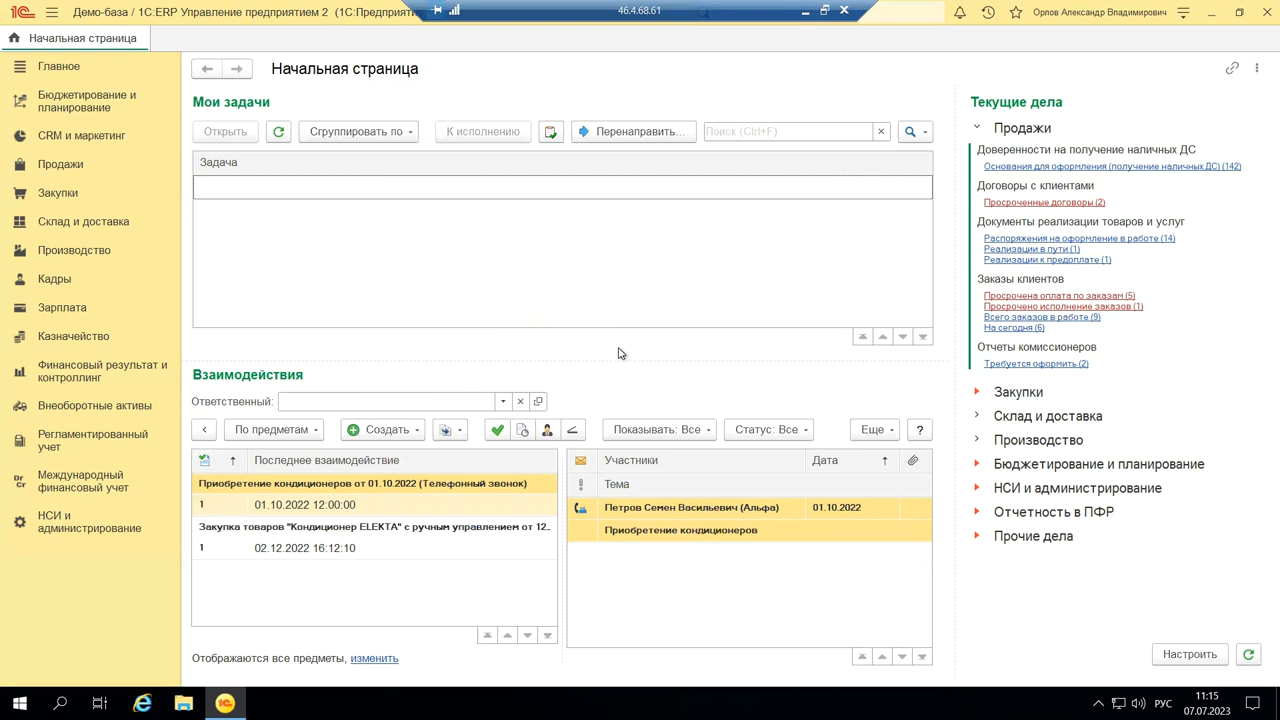 Демо-база / 1С:ERP Управление предприятием 2 (1С:Предприяти
46.4.68.61
Орлов Александр Владимирович
Начальная страница
Главное
Бюджетирование и
планирование
CRM и маркетинг
Продажи
Закупки
Склад и доставка
Производство
Кадры
Зарплата
Казначейство
Финансовый результат и
контроллинг
Внеоборотные активы
Регламентированный
учет
Dr
Cr
Международный
финансовый учет
НСИ и
администрирование
Начальная страница
Мои задачи
Открыть
Сгруппировать по
К исполнению
Перенаправить...
Поиск (Ctrl+F)
Задача
Взаимодействия
Ответственный:
По предметам
Создать
Показывать: Все
Статус: Все
Еще
?
Последнее взаимодействие
Приобретение кондиционеров от 01.10.2022 (Телефонный звонок)
1 01.10.2022 12:00:00
Закупка товаров "Кондиционер ELEKTA" с ручным управлением от 12...
1 02.12.2022 16:12:10
Участники Дата
Тема
Петров Семен Васильевич (Альфа) 01.10.2022
Приобретение кондиционеров
Отображаются все предметы, изменить
Текущие дела
Продажи
Доверенности на получение наличных ДС
Основания для оформления (получение наличных ДС) (142)
Договоры с клиентами
Просроченные договоры (2)
Документы реализации товаров и услуг
Распоряжения на оформление в работе (14)
Реализации в пути (1)
Реализации к предоплате (1)
Заказы клиентов
Просрочена оплата по заказам (5)
Просрочено исполнение заказов (1)
Всего заказов в работе (9)
На сегодня (6)
Отчеты комиссионеров
Требуется оформить (2)
Закупки
Склад и доставка
Производство
Бюджетирование и планирование
НСИ и администрирование
Отчетность в ПФР
Прочие дела
Настроить
РУС
11:15
07.07.2023